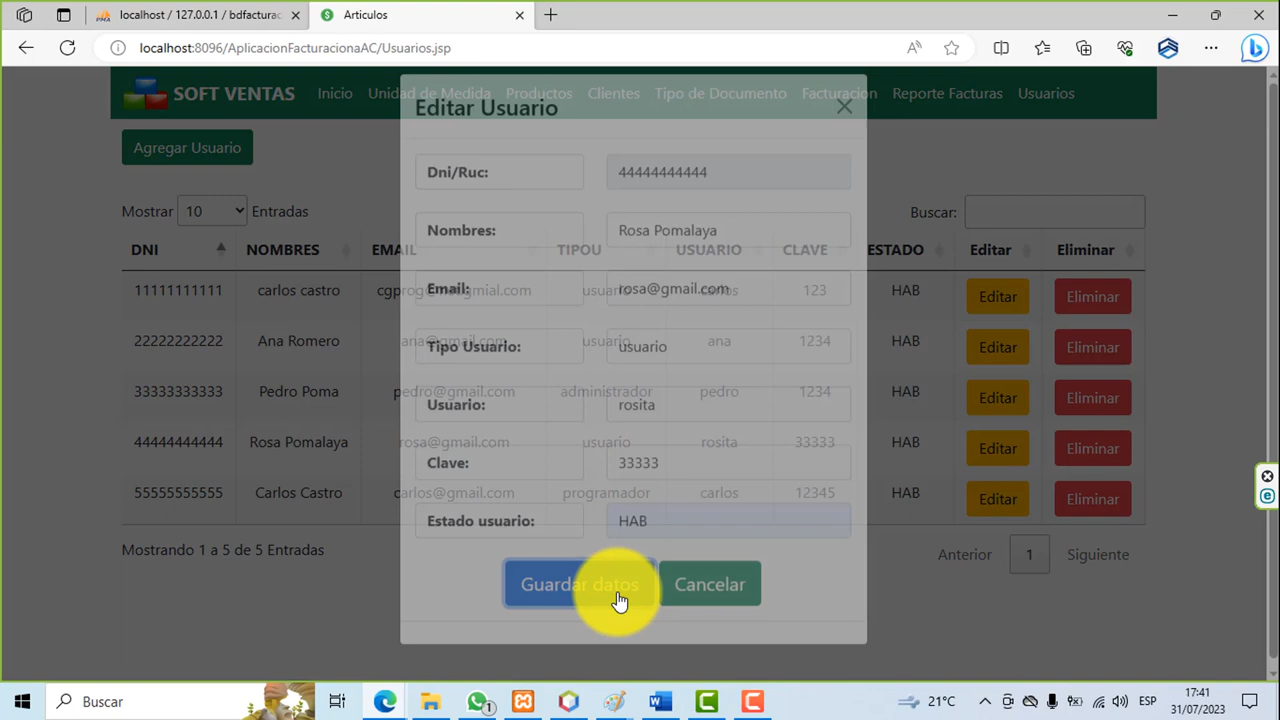 localhost / 127.0.0.1 / bdfacturac
Articulos
localhost:8096/AplicacionFacturacionaAC/Usuarios.jsp
SOFT VENTAS
Inicio
Unidad de Medida
Productos
Clientes
Tipo de Documento
Facturacion
Reporte Facturas
Usuarios
Editar Usuario
Agregar Usuario
Dni/Ruc:
44444444444
Mostrar 10 Entradas
Buscar:
Nombres:
Rosa Pomalaya
DNI NOMBRES EMAIL TIPOU USUARIO CLAVE ESTADO Editar Eliminar
Email:
rosa@gmail.com
11111111111 carlos castro usuario carlos 123 HAB Editar Eliminar
Tipo Usuario:
usuario
22222222222 Ana Romero ana@gmail.com usuario ana 1234 HAB Editar Eliminar
33333333333 Pedro Poma pedro@gmail.com administrador pedro 1234 HAB Editar Eliminar
Usuario:
rosita
44444444444 Rosa Pomalaya rosa@gmail.com usuario rosita 33333 HAB Editar Eliminar
Clave:
33333
55555555555 Carlos Castro carlos@gmail.com programador carlos 12345 HAB Editar Eliminar
Estado usuario:
HAB
Mostrando 1 a 5 de 5 Entradas
Anterior 1 Siguiente
Guardar datos
Cancelar
Buscar
1
21°C
ESP
17:41
31/07/2023